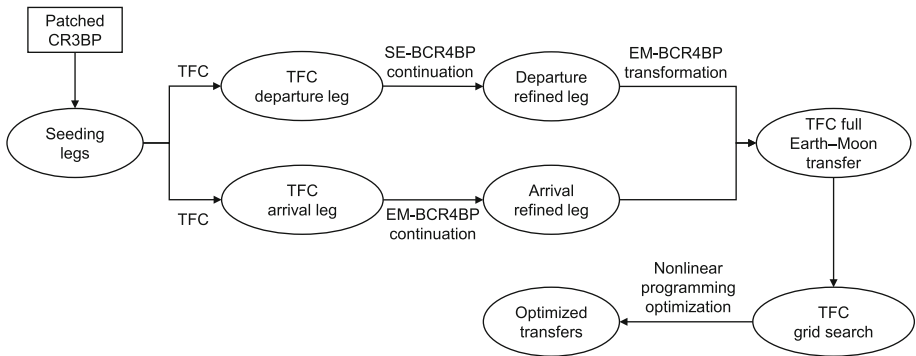 Patched
CR3BP
Seeding
legs
TFC
TFC
departure leg
SE-BCR4BP
continuation
Departure
refined leg
EM-BCR4BP
transformation
TFC
TFC
arrival leg
EM-BCR4BP
continuation
Arrival
refined leg
TFC full
Earth–Moon
transfer
TFC
grid search
Nonlinear
programming
optimization
Optimized
transfers